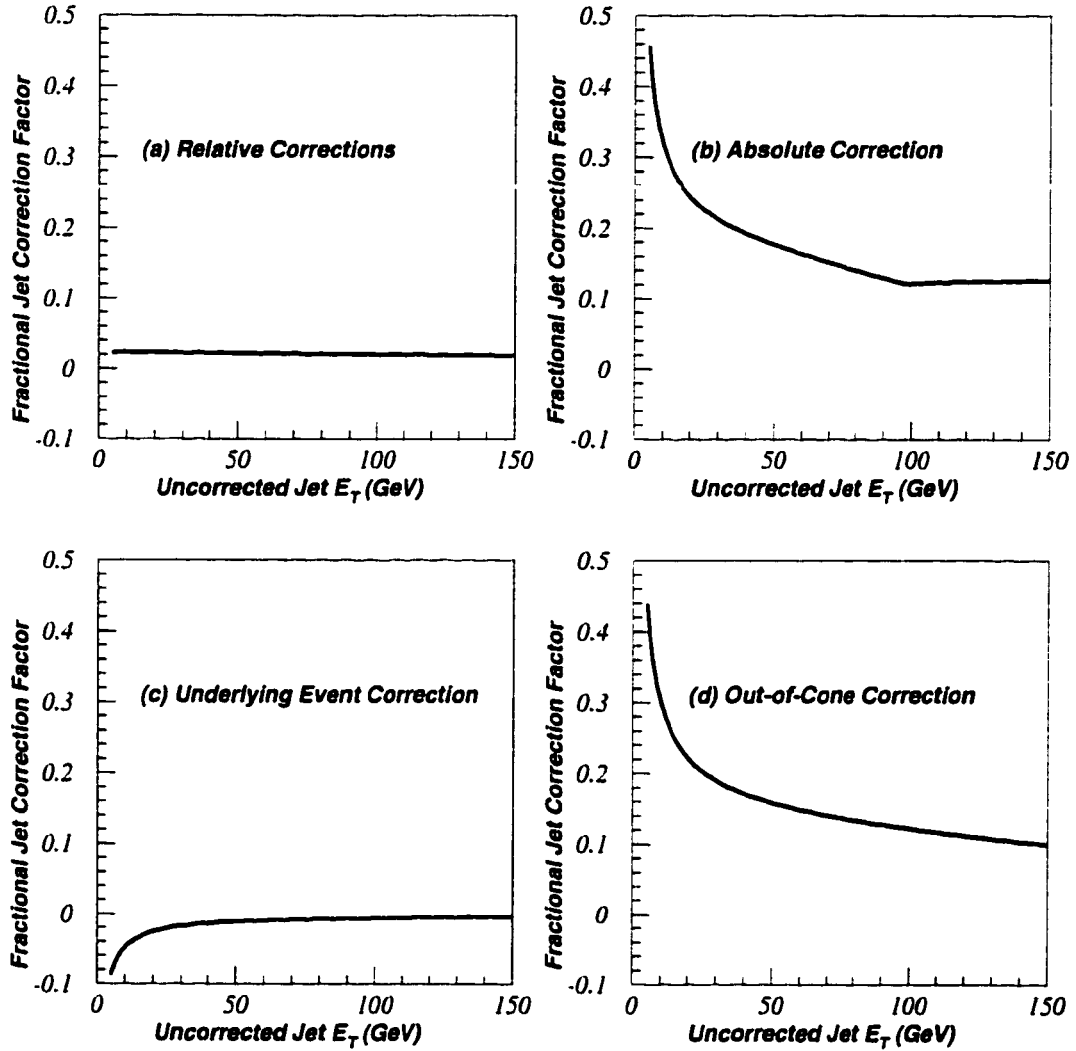 0.5
0.4
0.3
0.2
0.1
0
-0.1
Fractional Jet Correction Factor
(a) Relative Corrections
0 50 100 150
Uncorrected Jet E_T (GeV)
0.5
0.4
0.3
0.2
0.1
0
-0.1
Fractional Jet Correction Factor
(b) Absolute Correction
0 50 100 150
Uncorrected Jet E_T (GeV)
0.5
0.4
0.3
0.2
0.1
0
-0.1
Fractional Jet Correction Factor
(c) Underlying Event Correction
0 50 100 150
Uncorrected Jet E_T (GeV)
0.5
0.4
0.3
0.2
0.1
0
-0.1
Fractional Jet Correction Factor
(d) Out-of-Cone Correction
0 50 100 150
Uncorrected Jet E_T (GeV)